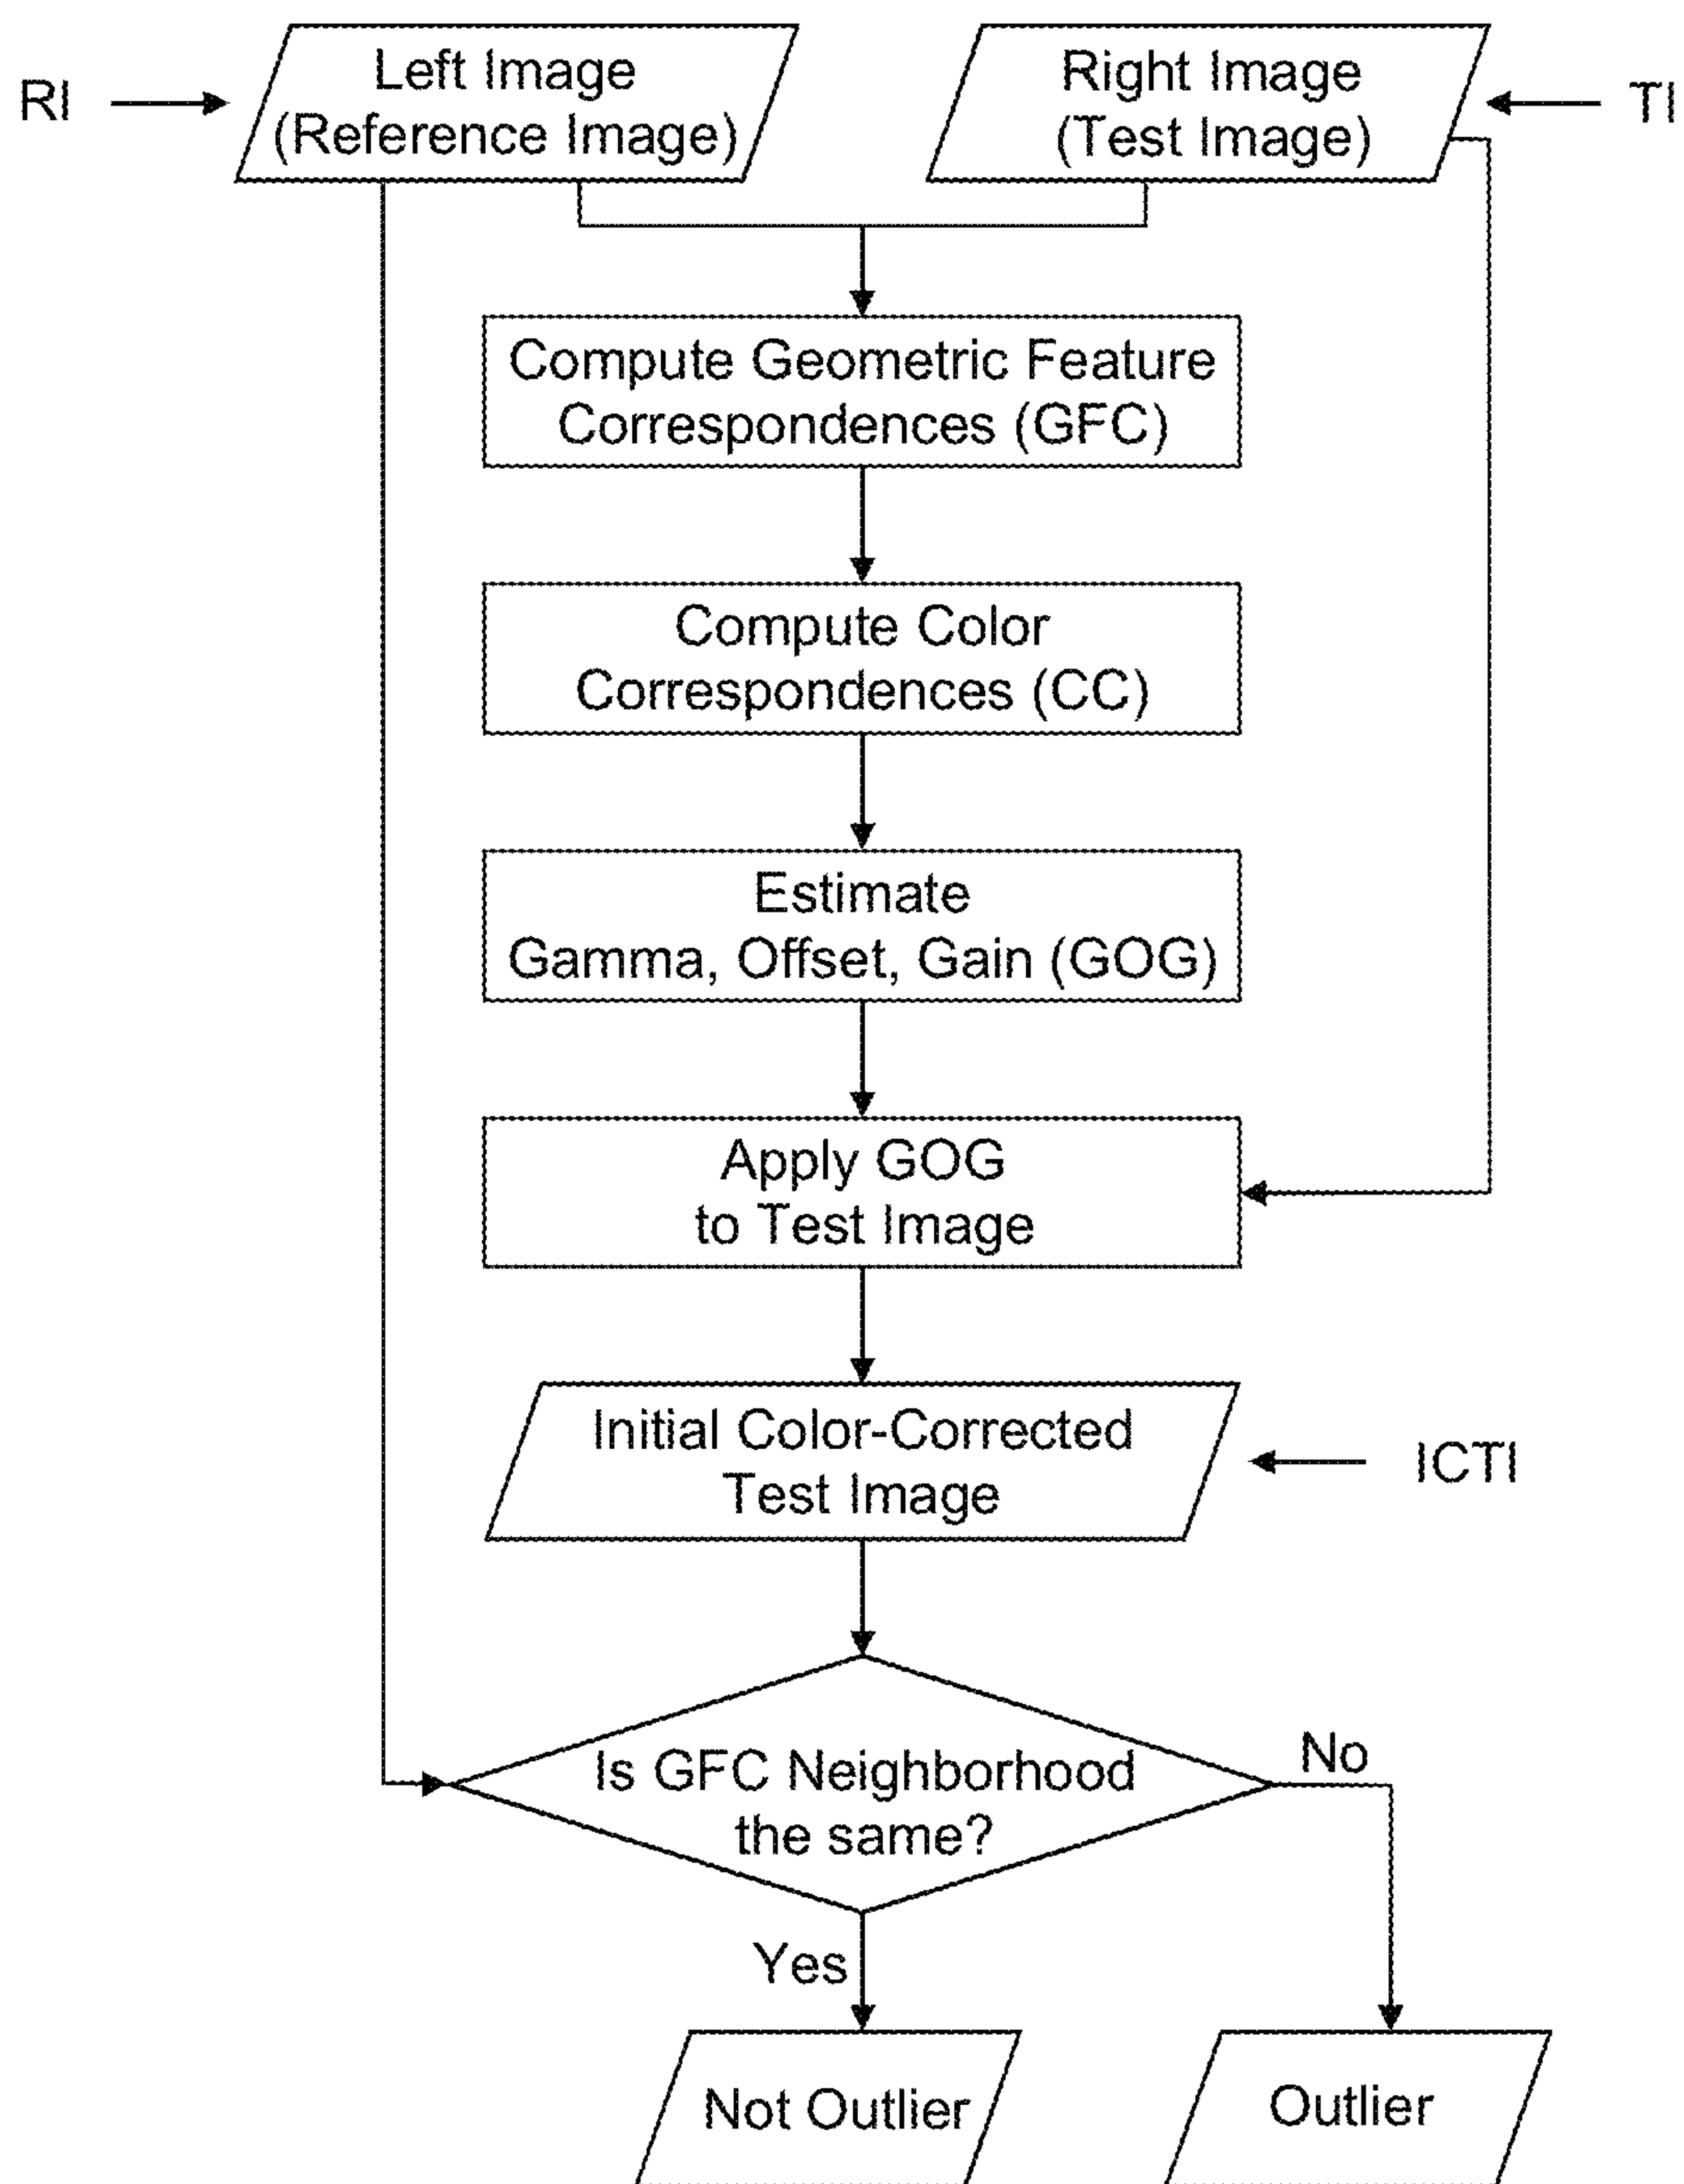 RI
Left Image
(Reference Image)
Right Image
(Test Image)
TI
Compute Geometric Feature
Correspondences (GFC)
Compute Color
Correspondences (CC)
Estimate
Gamma, Offset, Gain (GOG)
Apply GOG
to Test Image
Initial Color-Corrected
Test Image
ICTI
Is GFC Neighborhood
the same?
No
Yes
Not Outlier
Outlier